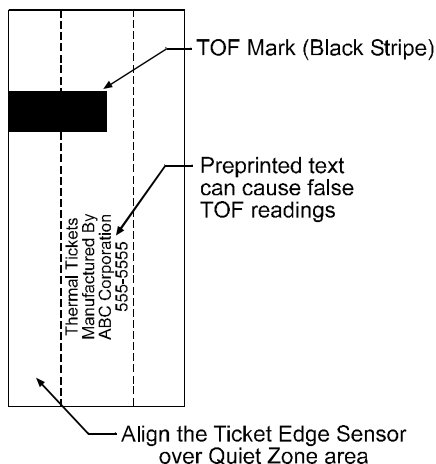 TOF Mark (Black Stripe)
Preprinted text
can cause false
TOF readings
Thermal Tickets
Manufactured By
ABC Corporation
555-5555
Align the Ticket Edge Sensor
over Quiet Zone area